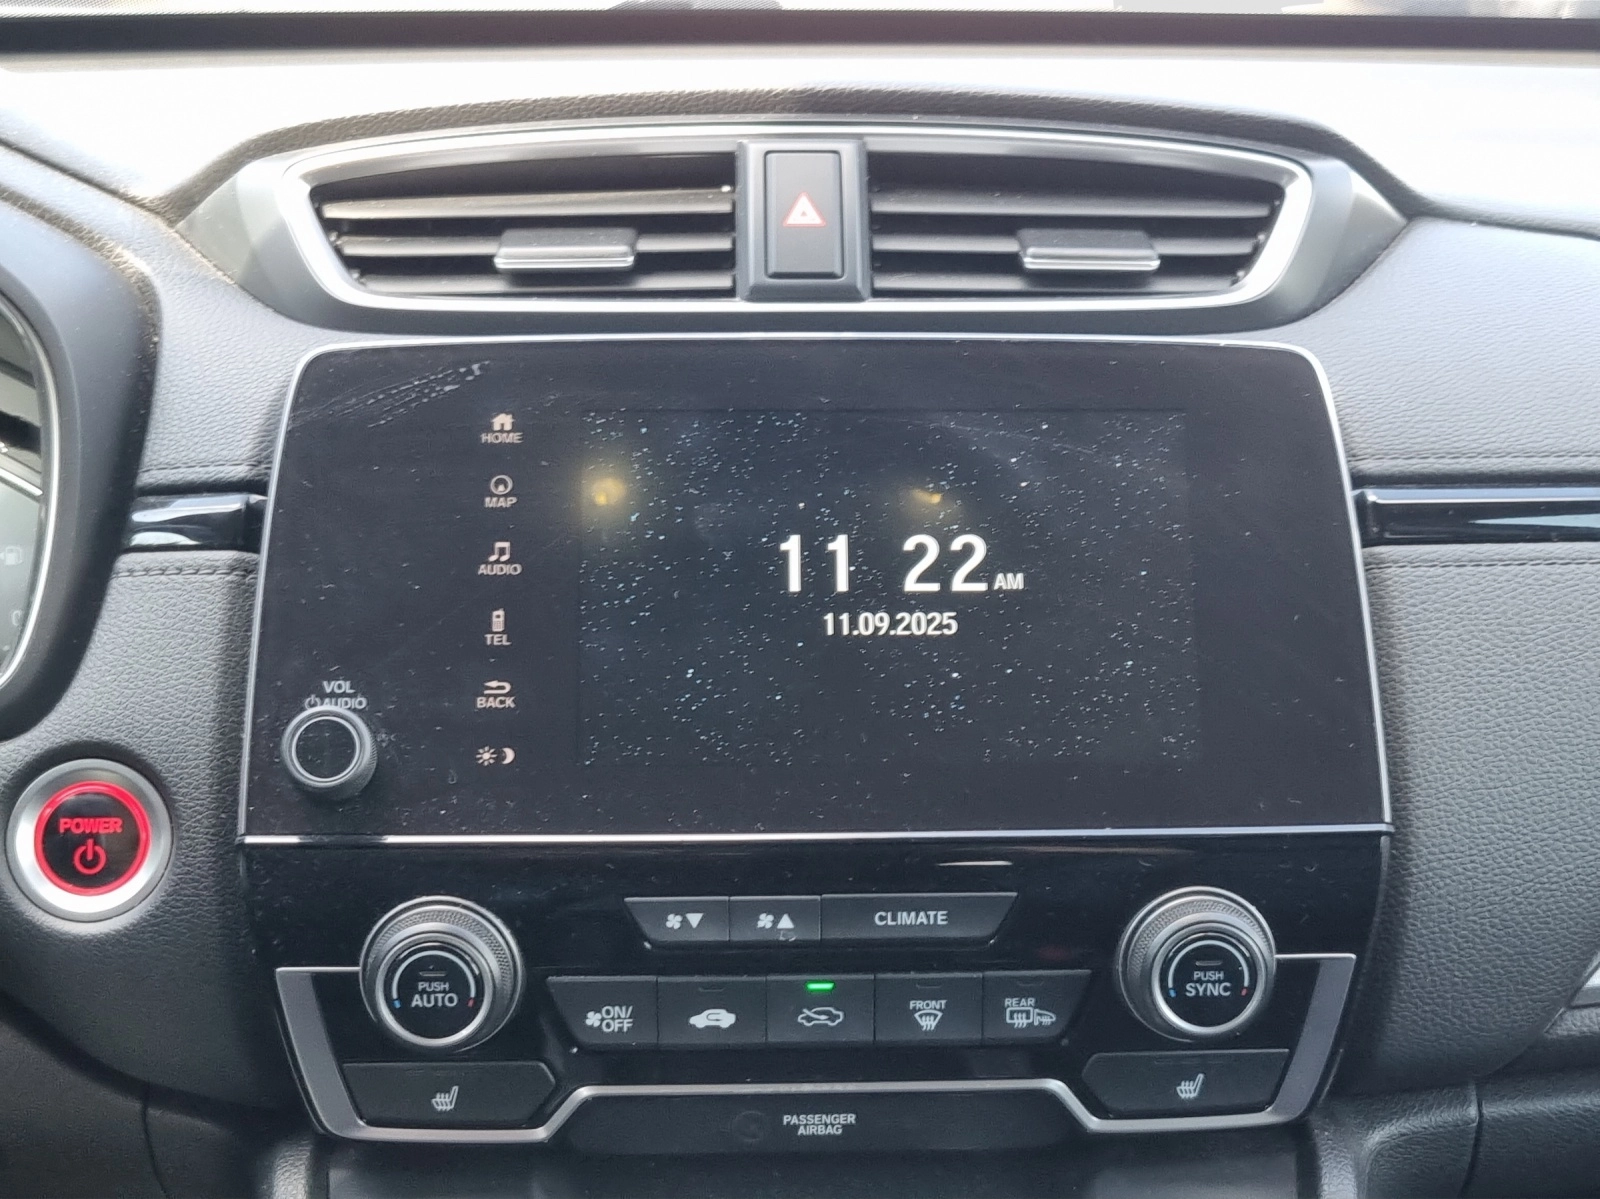 HOME
MAP
AUDIO
TEL
BACK
VOL
AUDIO
11 22 AM
11.09.2025
POWER
CLIMATE
PUSH
AUTO
ON/
OFF
FRONT
REAR
PUSH
SYNC
PASSENGER
AIRBAG